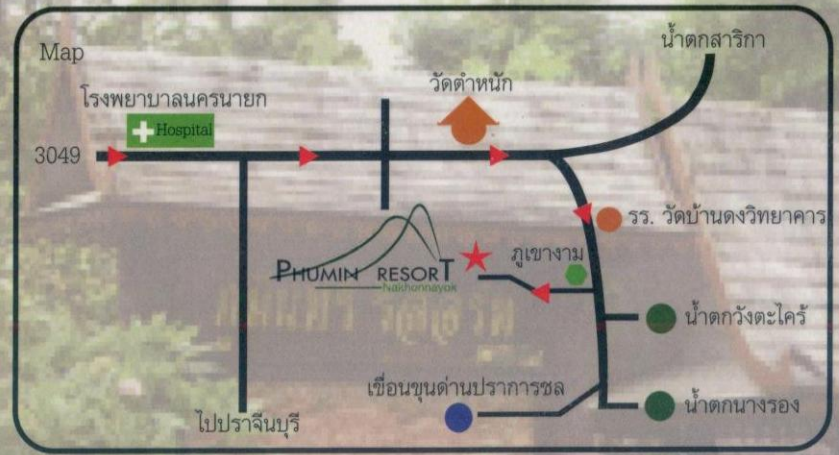 Map
น้ำตกสาริกา
วัดตำหนัก
โรงพยาบาลนครนายก
Hospital
3049
รร. วัดบ้านดงวิทยาคาร
ภูเขางาม
PHUMIN RESORT
Nakhonnayok
น้ำตกวังตะไคร้
เขื่อนขุนด่านปราการชล
น้ำตกนางรอง
ไปปราจีนบุรี